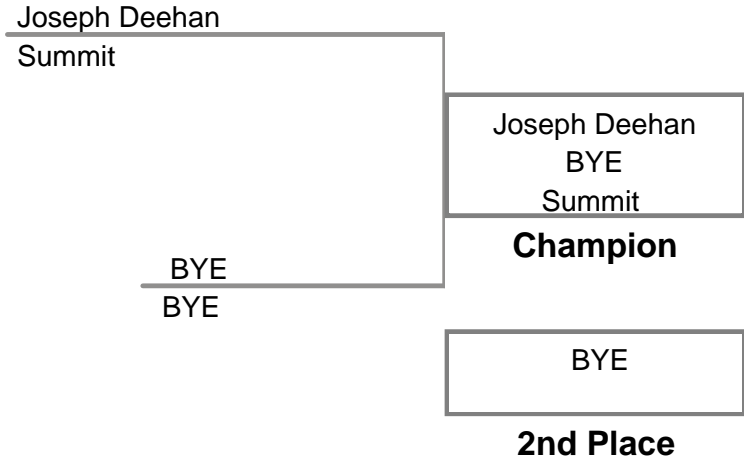 Joseph Deehan
Summit
Joseph Deehan
BYE
Summit
Champion
BYE
BYE
BYE
2nd Place